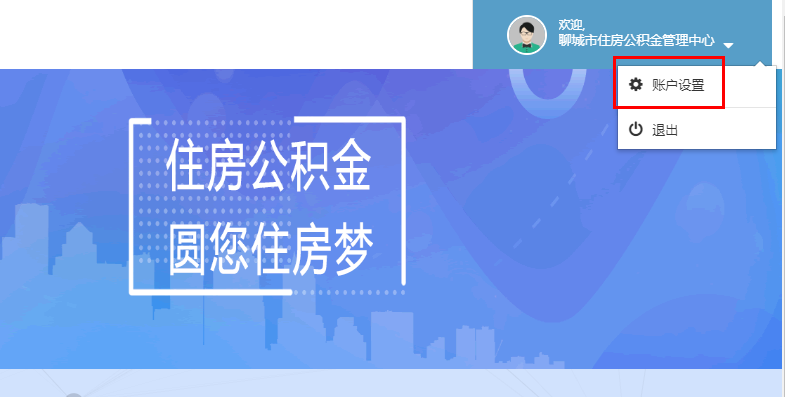 欢迎,
聊城市住房公积金管理中心
账户设置
退出
住房公积金
圆您住房梦